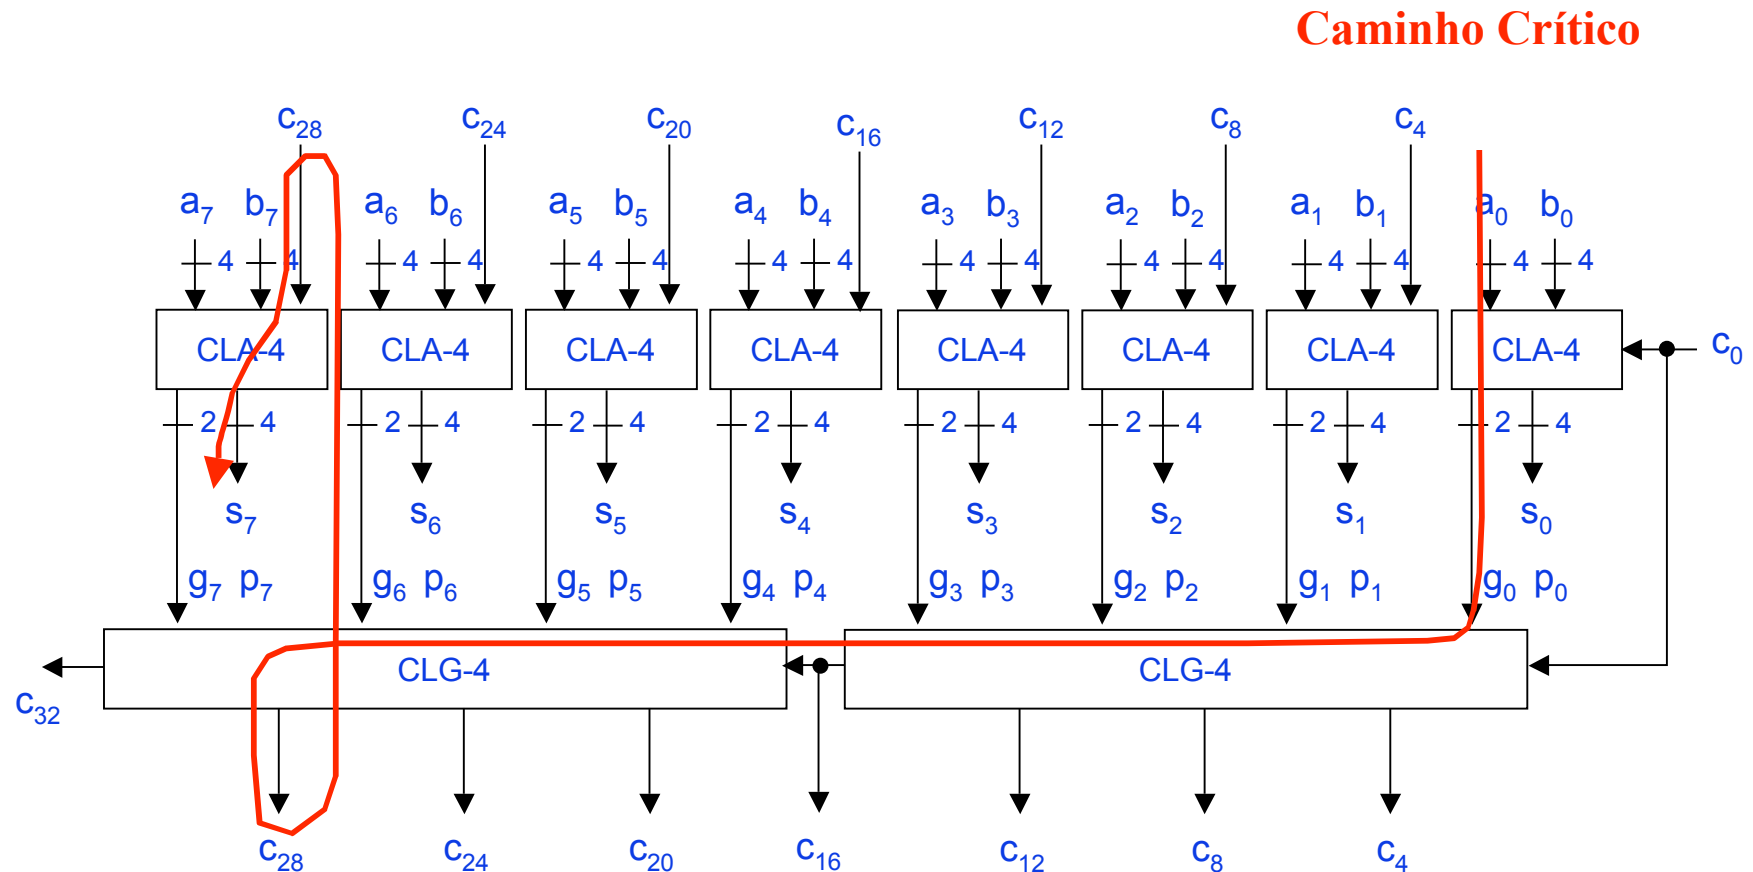 Caminho Crítico
c28 c24 c20 c16 c12 c8 c4
a7 b7 a6 b6 a5 b5 a4 b4 a3 b3 a2 b2 a1 b1 a0 b0
4 4 4 4 4 4 4 4 4 4 4 4 4 4 4 4
CLA-4 CLA-4 CLA-4 CLA-4 CLA-4 CLA-4 CLA-4 CLA-4 c0
2 4 2 4 2 4 2 4 2 4 2 4 2 4 2 4
s7 s6 s5 s4 s3 s2 s1 s0
g7 p7 g6 p6 g5 p5 g4 p4 g3 p3 g2 p2 g1 p1 g0 p0
CLG-4 CLG-4
c32
c28 c24 c20 c16 c12 c8 c4